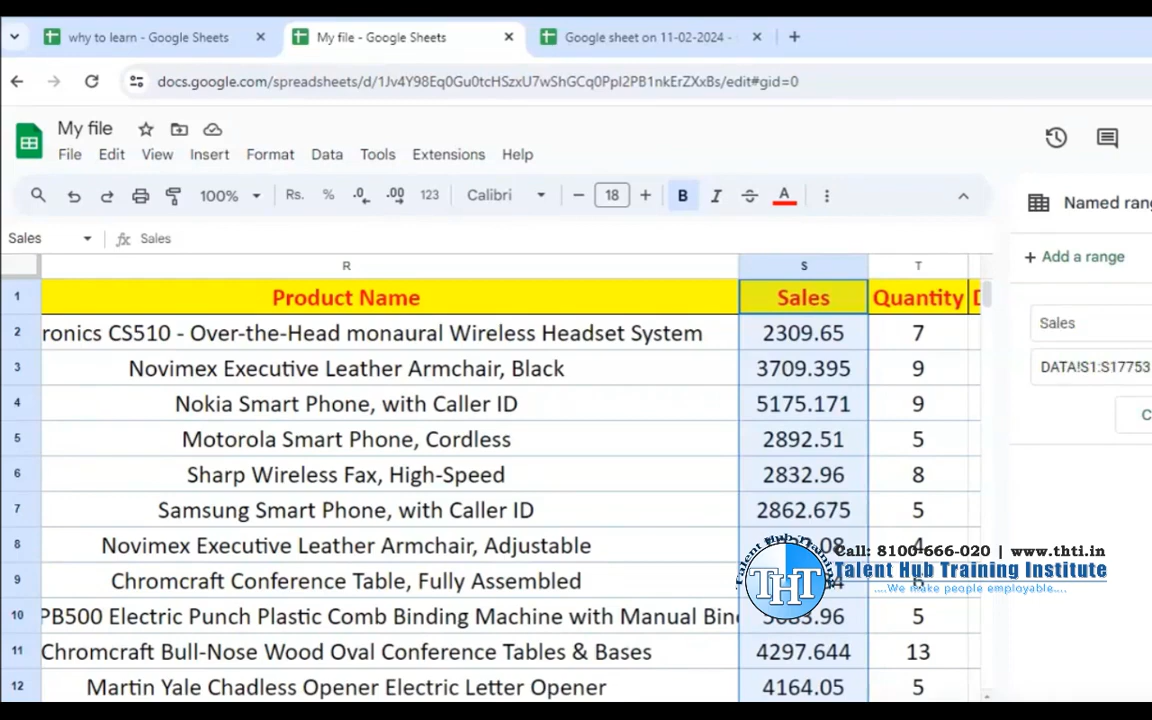 why to learn - Google Sheets
My file - Google Sheets
Google sheet on 11-02-2024 -
docs.google.com/spreadsheets/d/1Jv4Y98Eq0Gu0tcHSzxU7wShGCq0PpI2PB1nkErZXxBs/edit#gid=0
My file
File Edit View Insert Format Data Tools Extensions Help
100% Rs. % .0 .00 123 Calibri 18 B I S A
Named ran
Sales fx Sales
+ Add a range
R S T
1 Product Name Sales Quantity
Sales
2 ronics CS510 - Over-the-Head monaural Wireless Headset System 2309.65 7
3 Novimex Executive Leather Armchair, Black 3709.395 9
DATA!S1:S17753
4 Nokia Smart Phone, with Caller ID 5175.171 9
5 Motorola Smart Phone, Cordless 2892.51 5
6 Sharp Wireless Fax, High-Speed 2832.96 8
7 Samsung Smart Phone, with Caller ID 2862.675 5
8 Novimex Executive Leather Armchair, Adjustable
Call: 8100-666-020 | www.thti.in
Talent Hub Training Institute
....We make people employable....
Talent Hub Training
THT
9 Chromcraft Conference Table, Fully Assembled
10 PB500 Electric Punch Plastic Comb Binding Machine with Manual Bin 5
11 Chromcraft Bull-Nose Wood Oval Conference Tables & Bases 4297.644 13
12 Martin Yale Chadless Opener Electric Letter Opener 4164.05 5